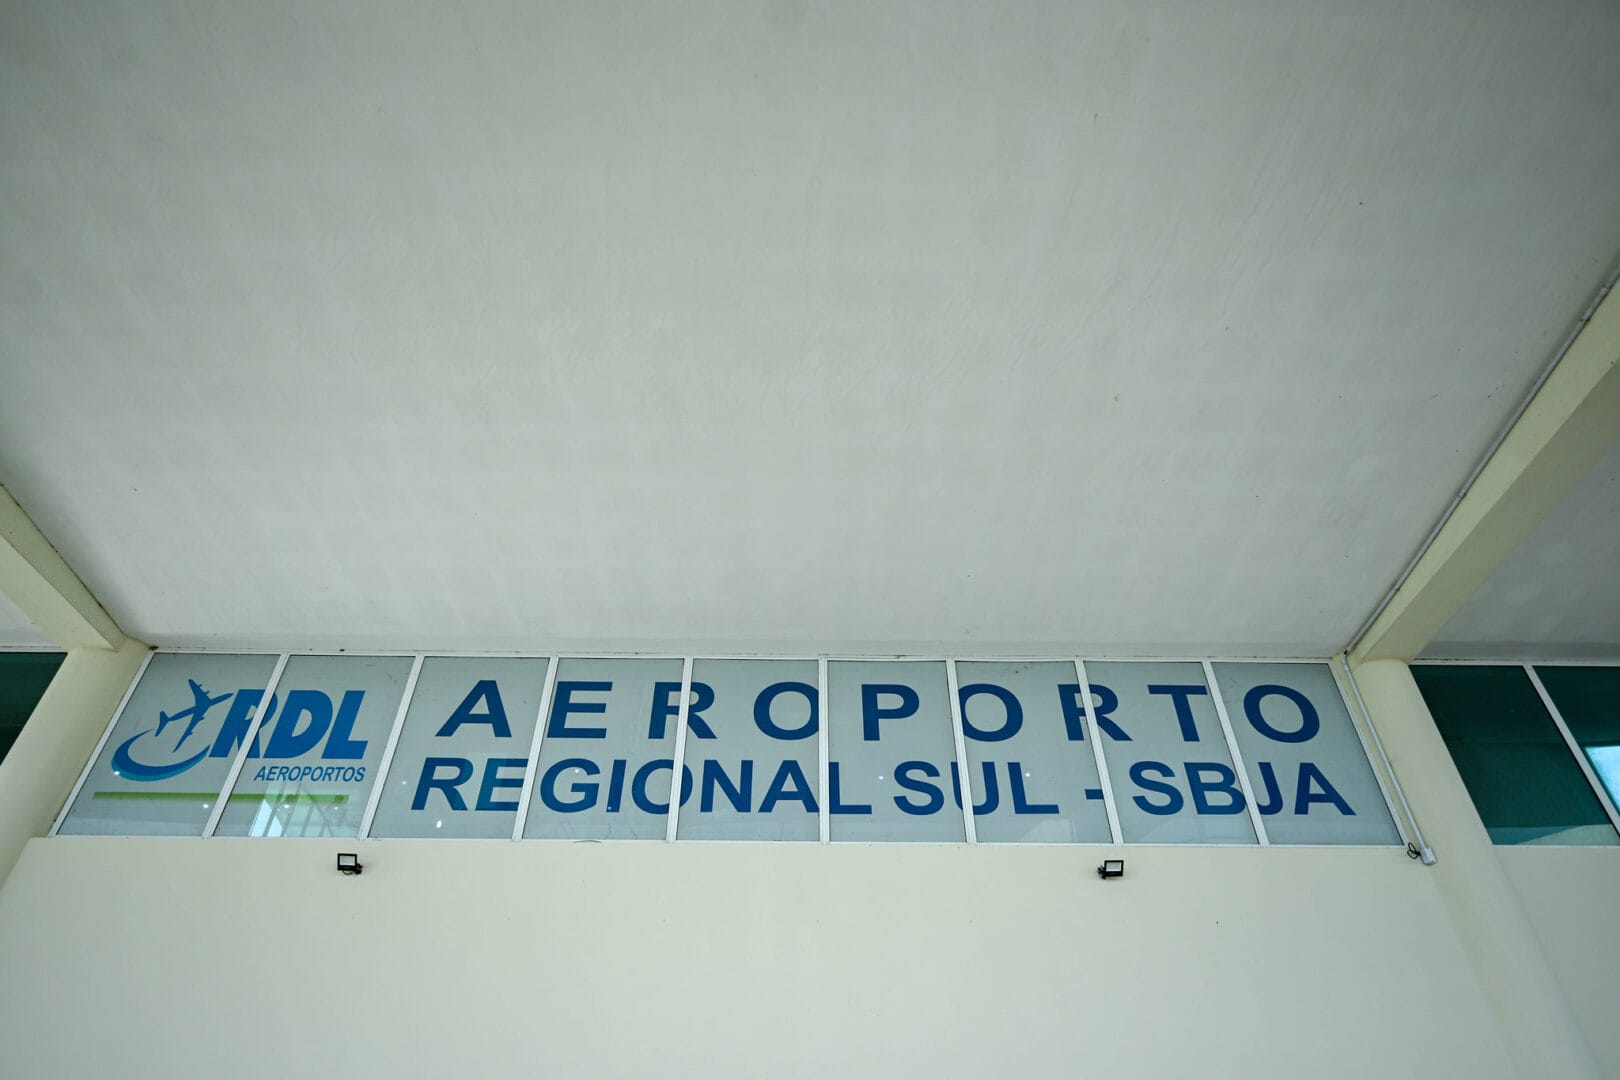 RDL
AEROPORTOS
AEROPORTO
REGIONAL SUL - SBJA